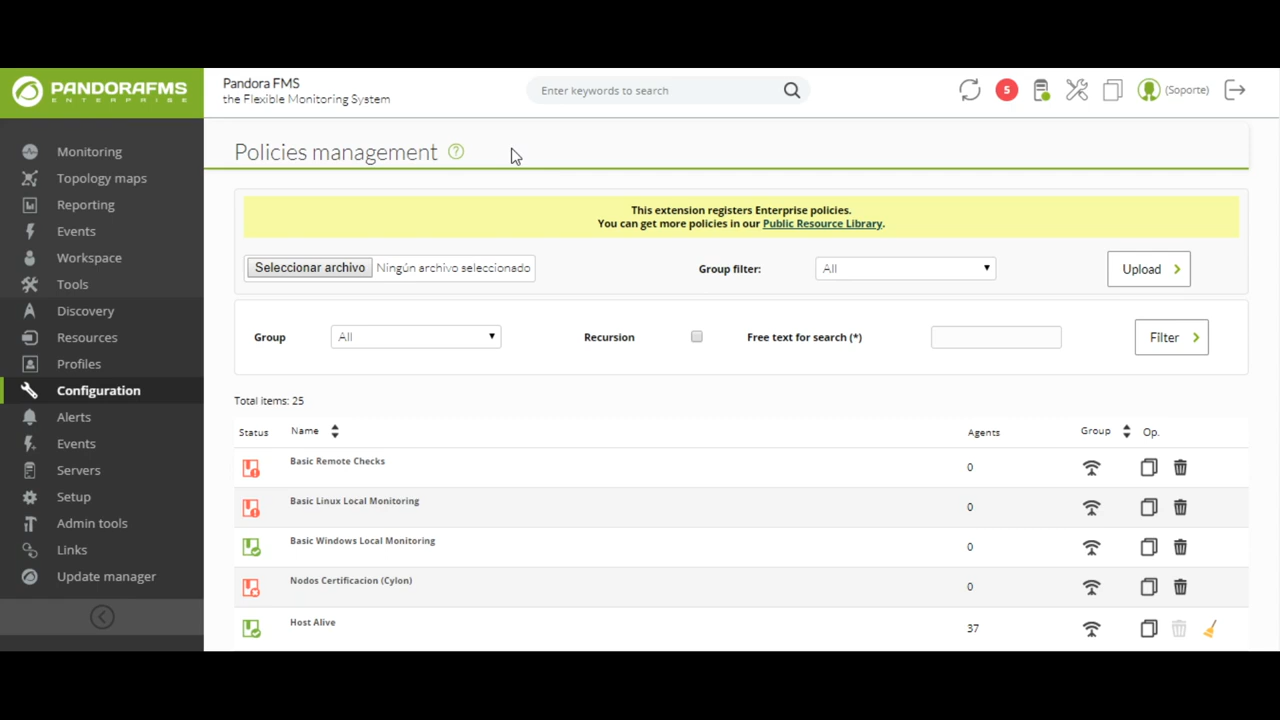 PANDORAFMS
ENTERPRISE
Pandora FMS
the Flexible Monitoring System
Enter keywords to search
5
(Soporte)
Monitoring
Topology maps
Reporting
Events
Workspace
Tools
Discovery
Resources
Profiles
Configuration
Alerts
Events
Servers
Setup
Admin tools
Links
Update manager
Policies management ?
This extension registers Enterprise policies.
You can get more policies in our Public Resource Library.
Seleccionar archivo Ningún archivo seleccionado Group filter: All Upload
Group All Recursion Free text for search (*) Filter
Total items: 25
Status Name Agents Group Op.
Basic Remote Checks 0
Basic Linux Local Monitoring 0
Basic Windows Local Monitoring 0
Nodos Certificacion (Cylon) 0
Host Alive 37